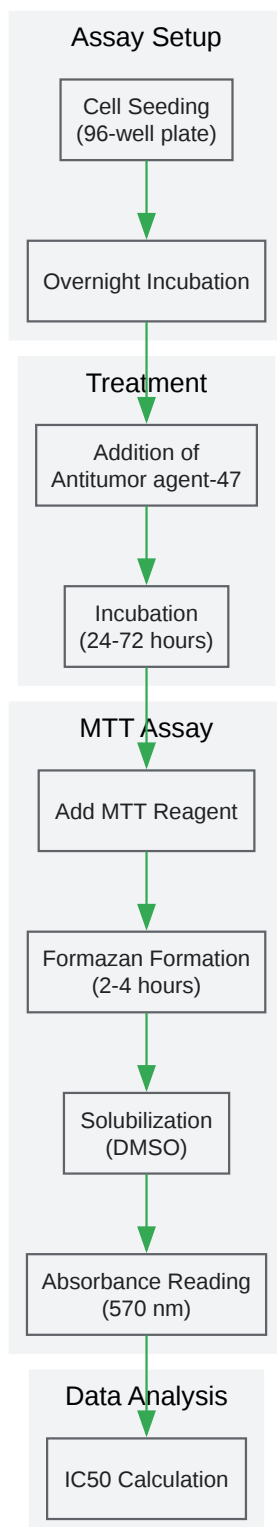 Assay Setup
Cell Seeding
(96-well plate)
Overnight Incubation
Treatment
Addition of
Antitumor agent-47
Incubation
(24-72 hours)
MTT Assay
Add MTT Reagent
Formazan Formation
(2-4 hours)
Solubilization
(DMSO)
Absorbance Reading
(570 nm)
Data Analysis
IC50 Calculation